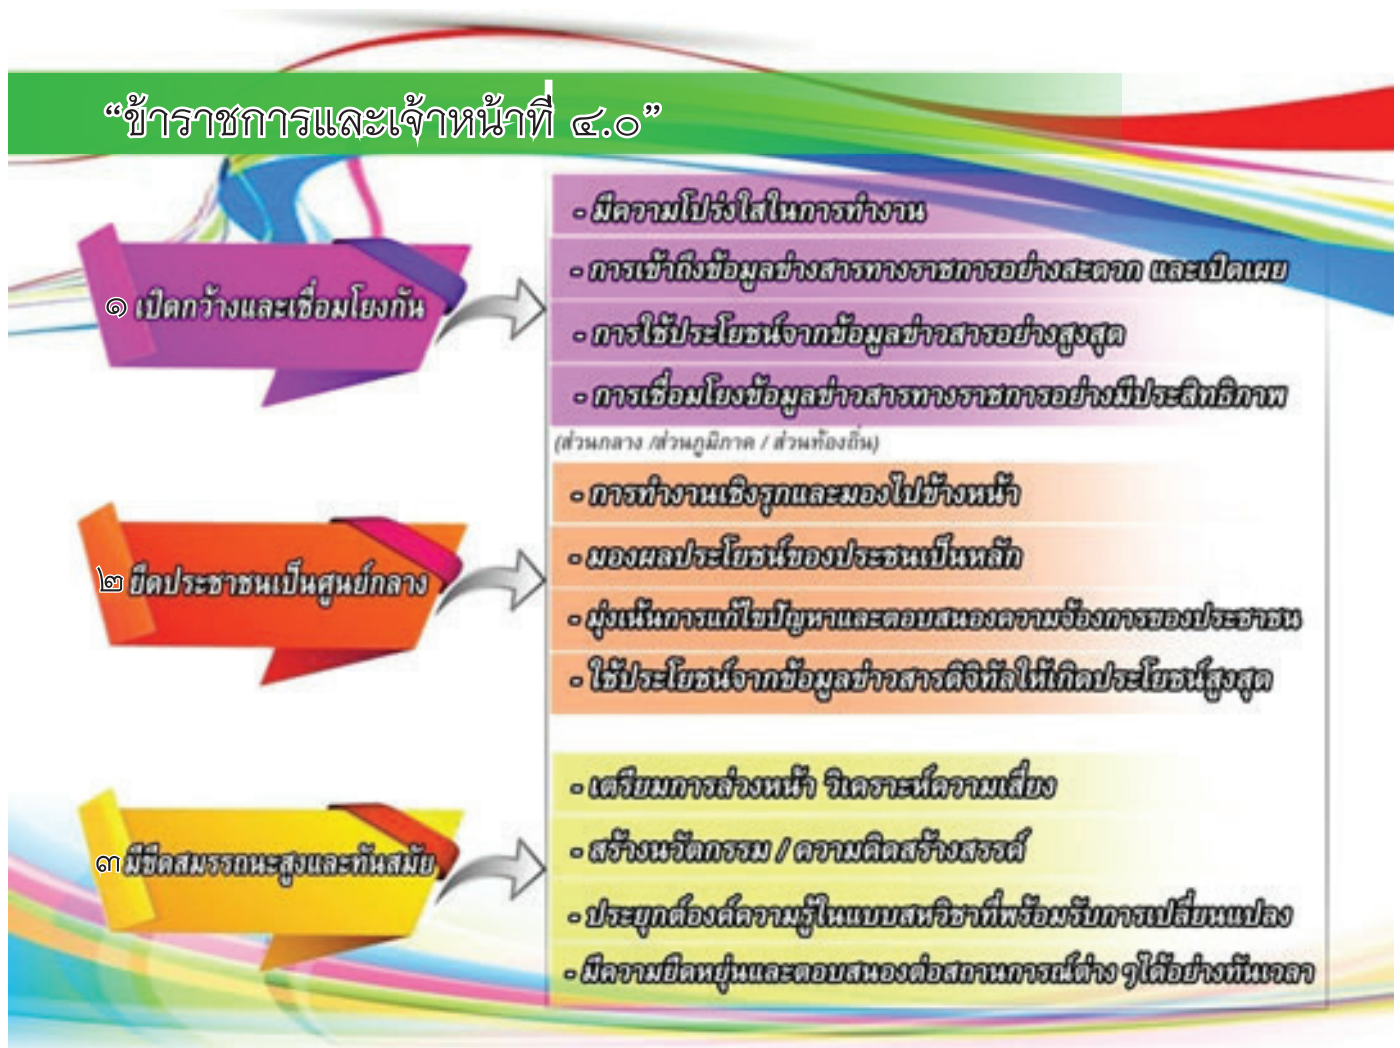 “ข้าราชการและเจ้าหน้าที่ ๔.๐”
๑ เปิดกว้างและเชื่อมโยงกัน
- มีความโปร่งใสในการทำงาน
- การเข้าถึงข้อมูลข่างสารทางราชการอย่างสะดวก และเปิดเผย
- การใช้ประโยชน์จากข้อมูลข่าวสารอย่างสูงสุด
- การเชื่อมโยงข้อมูลข่าวสารทางราชการอย่างมีประสิทธิภาพ
(ส่วนกลาง /ส่วนภูมิภาค / ส่วนท้องถิ่น)
๒ ยึดประชาชนเป็นศูนย์กลาง
- การทำงานเชิงรุกและมองไปข้างหน้า
- มองผลประโยชน์ของประชนเป็นหลัก
- มุ่งเน้นการแก้ไขปัญหาและตอบสนองความจ้องการของประชาชน
- ใช้ประโยชน์จากข้อมูลข่าวสารดิจิทัลให้เกิดประโยชน์สูงสุด
๓ มีขีดสมรรถนะสูงและทันสมัย
- เตรียมการล่วงหน้า วิเคราะห์ความเสี่ยง
- สร้างนวัตกรรม / ความคิดสร้างสรรค์
- ประยุกต์องค์ความรู้ในแบบสหวิชาที่พร้อมรับการเปลี่ยนแปลง
- มีความยืดหยุ่นและตอบสนองต่อสถานการณ์ต่าง ๆได้อย่างทันเวลา